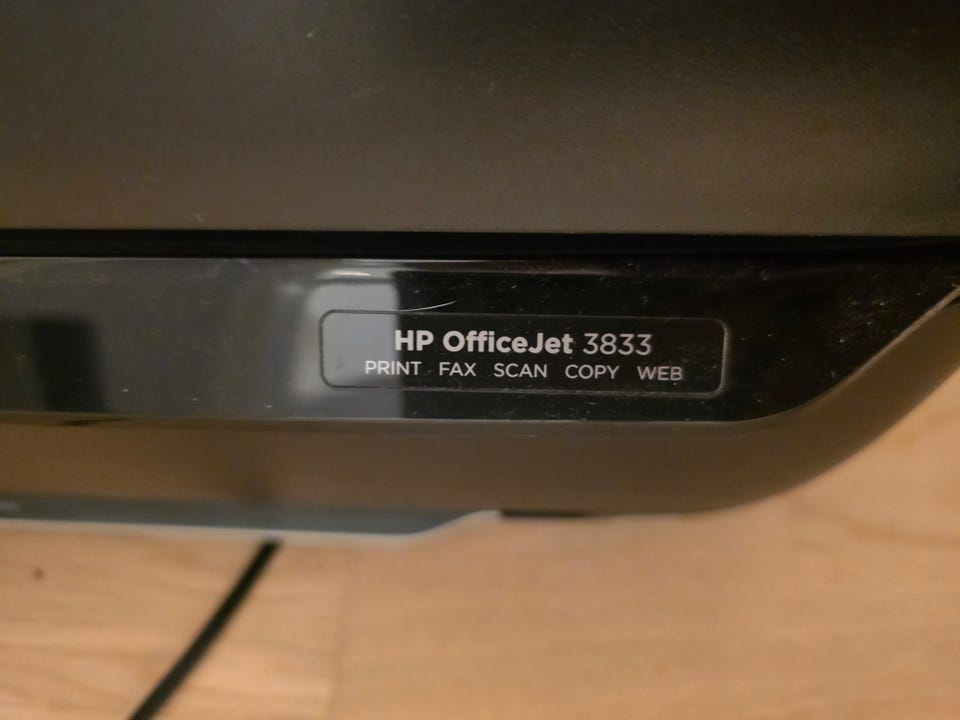 HP OfficeJet 3833
PRINT FAX SCAN COPY WEB